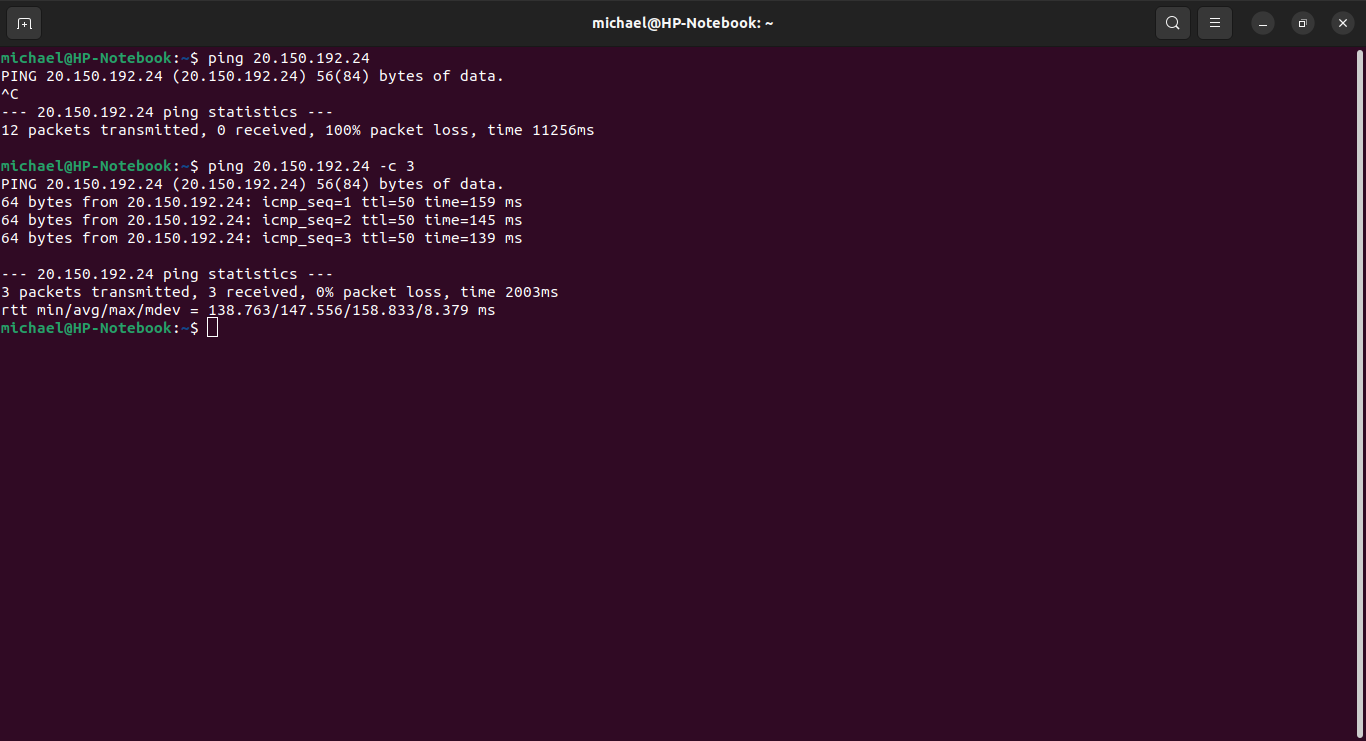 michael@HP-Notebook: ~
michael@HP-Notebook:~$ ping 20.150.192.24
PING 20.150.192.24 (20.150.192.24) 56(84) bytes of data.
^C
--- 20.150.192.24 ping statistics ---
12 packets transmitted, 0 received, 100% packet loss, time 11256ms
michael@HP-Notebook:~$ ping 20.150.192.24 -c 3
PING 20.150.192.24 (20.150.192.24) 56(84) bytes of data.
64 bytes from 20.150.192.24: icmp_seq=1 ttl=50 time=159 ms
64 bytes from 20.150.192.24: icmp_seq=2 ttl=50 time=145 ms
64 bytes from 20.150.192.24: icmp_seq=3 ttl=50 time=139 ms
--- 20.150.192.24 ping statistics ---
3 packets transmitted, 3 received, 0% packet loss, time 2003ms
rtt min/avg/max/mdev = 138.763/147.556/158.833/8.379 ms
michael@HP-Notebook:~$